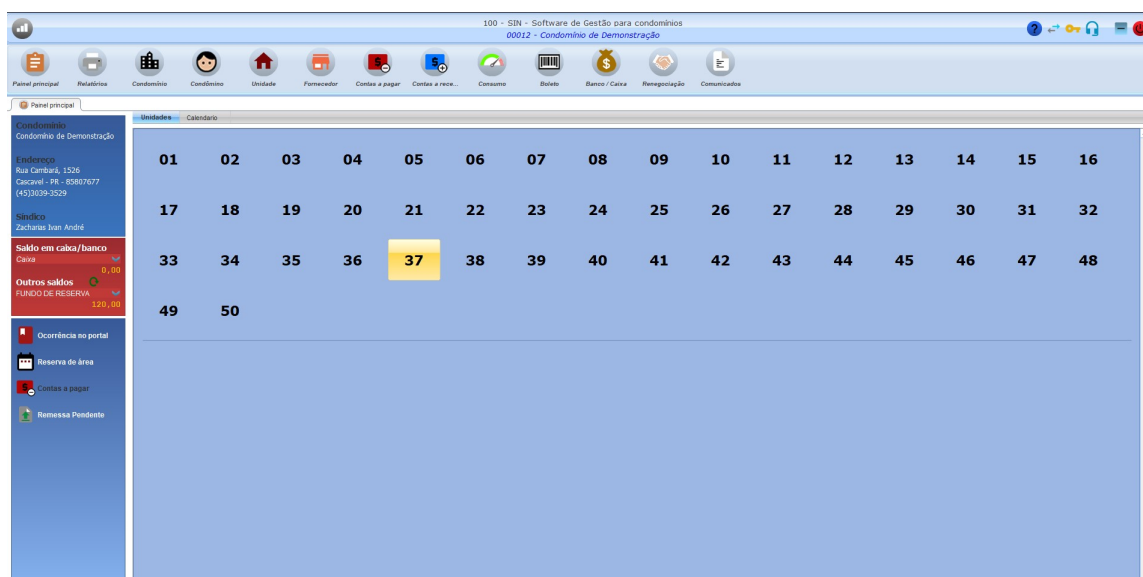 100 - SIN - Software de Gestão para condomínios
00012 - Condomínio de Demonstração
Painel principal Relatórios Condomínio Condômino Unidade Fornecedor Contas a pagar Contas a rece... Consumo Boleto Banco / Caixa Renegociação Comunicados
Painel principal
Unidades Calendario
Condomínio
Condomínio de Demonstração
Endereço
Rua Cambará, 1526
Cascavel - PR - 85807677
(45)3039-3529
Síndico
Zacharias Ivan André
Saldo em caixa/banco
Caixa
0,00
Outros saldos
FUNDO DE RESERVA
120,00
Ocorrência no portal
Reserva de àrea
Contas a pagar
Remessa Pendente
01 02 03 04 05 06 07 08 09 10 11 12 13 14 15 16
17 18 19 20 21 22 23 24 25 26 27 28 29 30 31 32
33 34 35 36 37 38 39 40 41 42 43 44 45 46 47 48
49 50